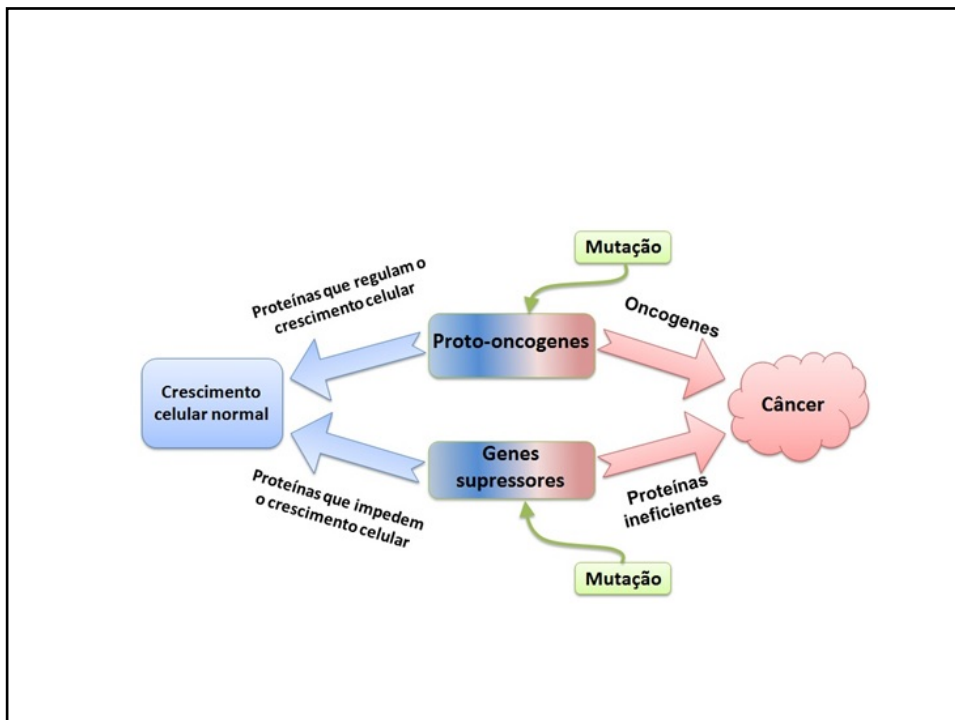 Mutação
Proteínas que regulam o
crescimento celular
Oncogenes
Proto-oncogenes
Crescimento
celular normal
Câncer
Genes
supressores
Proteínas que impedem
o crescimento celular
Proteínas
ineficientes
Mutação